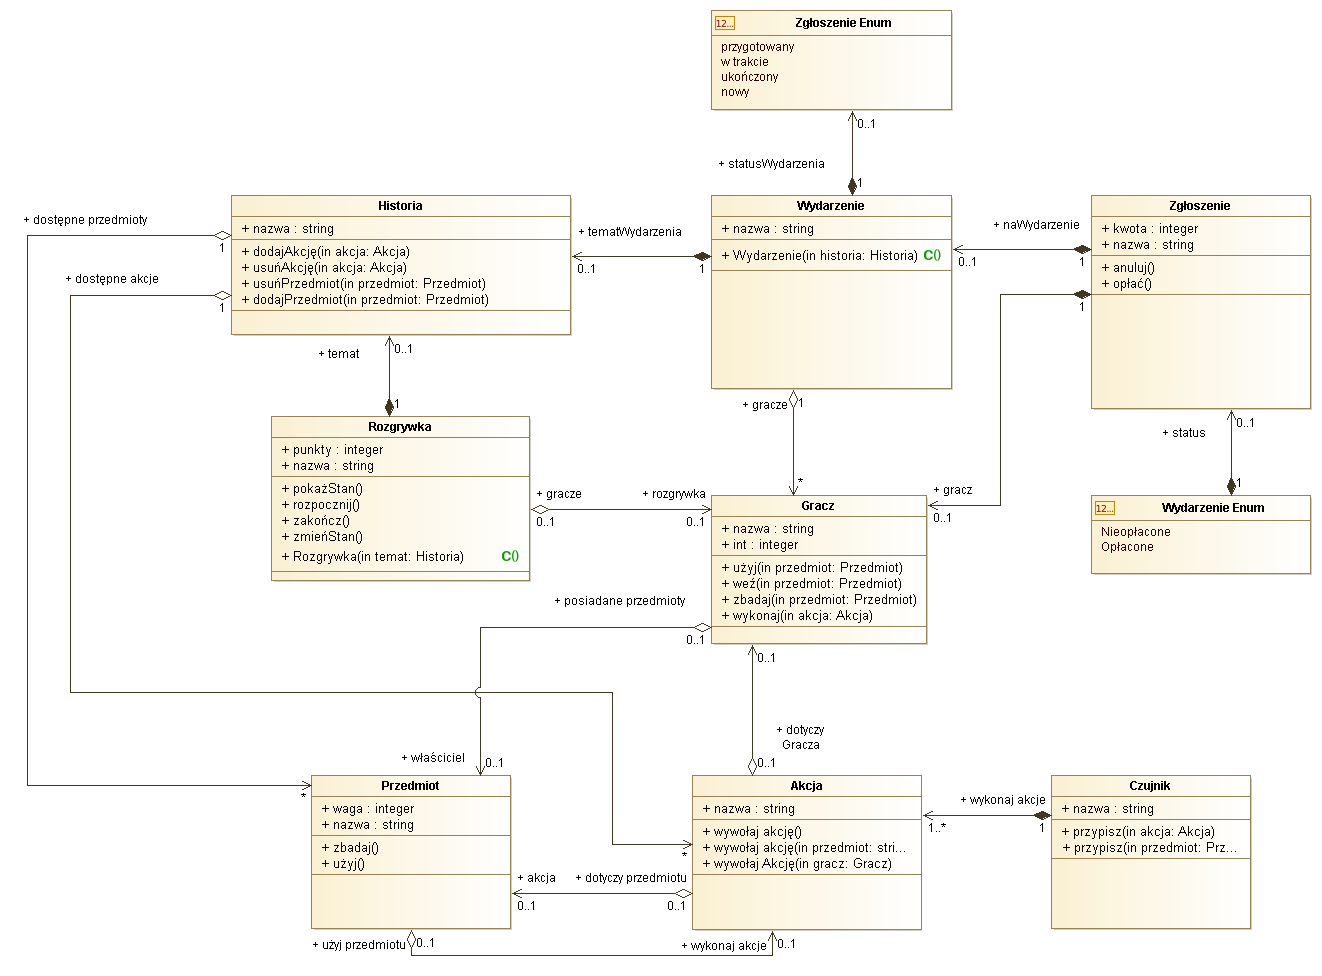 12...
Zgłoszenie Enum
przygotowany
w trakcie
ukończony
nowy
0..1
+ statusWydarzenia
1
Historia
+ nazwa : string
+ dodajAkcję(in akcja: Akcja)
+ usuńAkcję(in akcja: Akcja)
+ usuńPrzedmiot(in przedmiot: Przedmiot)
+ dodajPrzedmiot(in przedmiot: Przedmiot)
+ dostępne przedmioty
1
+ dostępne akcje
1
+ tematWydarzenia
0..1
1
Wydarzenie
+ nazwa : string
+ Wydarzenie(in historia: Historia) C()
+ naWydarzenie
0..1
1
Zgłoszenie
+ kwota : integer
+ nazwa : string
+ anuluj()
+ opłać()
1
+ temat
0..1
1
+ gracze
1
*
+ status
0..1
1
Rozgrywka
+ punkty : integer
+ nazwa : string
+ pokażStan()
+ rozpocznij()
+ zakończ()
+ zmieńStan()
+ Rozgrywka(in temat: Historia) C()
+ gracze
0..1
+ rozgrywka
0..1
Gracz
+ nazwa : string
+ int : integer
+ użyj(in przedmiot: Przedmiot)
+ weź(in przedmiot: Przedmiot)
+ zbadaj(in przedmiot: Przedmiot)
+ wykonaj(in akcja: Akcja)
+ gracz
0..1
12...
Wydarzenie Enum
Nieopłacone
Opłacone
+ posiadane przedmioty
0..1
0..1
+ dotyczy
Gracza
0..1
+ właściciel
0..1
*
Przedmiot
+ waga : integer
+ nazwa : string
+ zbadaj()
+ użyj()
*
Akcja
+ nazwa : string
+ wywołaj akcję()
+ wywołaj akcję(in przedmiot: stri...
+ wywołaj Akcję(in gracz: Gracz)
+ wykonaj akcje
1..*
1
Czujnik
+ nazwa : string
+ przypisz(in akcja: Akcja)
+ przypisz(in przedmiot: Prz...
+ akcja
+ dotyczy przedmiotu
0..1
0..1
+ użyj przedmiotu
0..1
+ wykonaj akcje
0..1